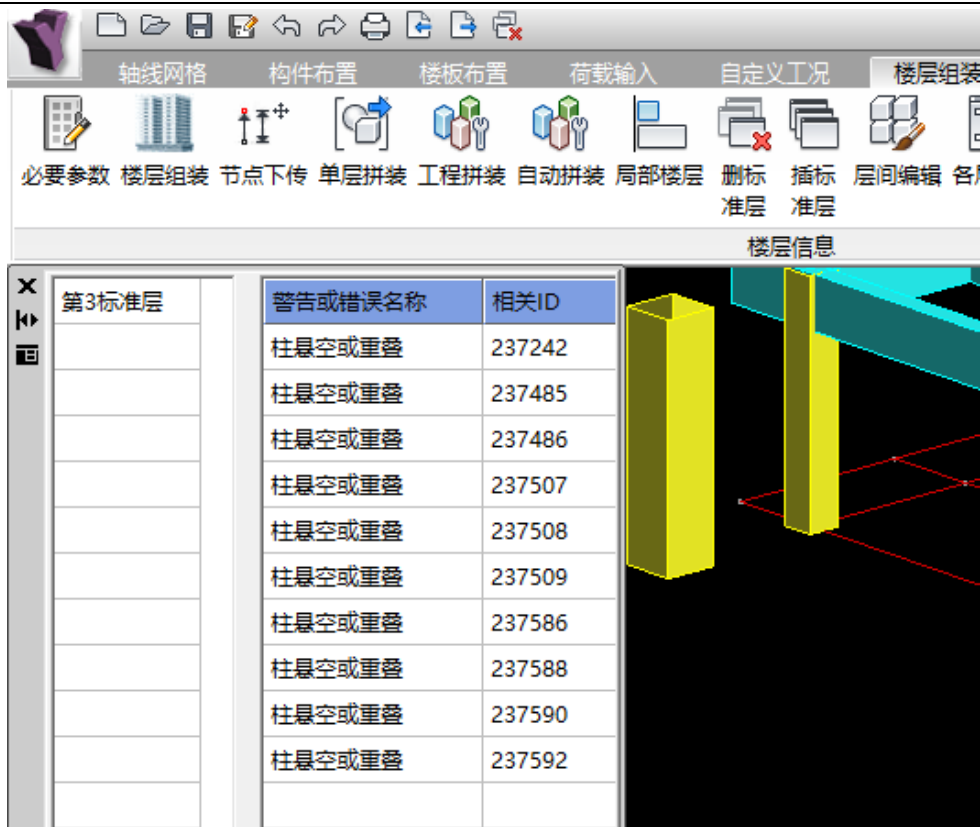 轴线网格 构件布置 楼板布置 荷载输入 自定义工况 楼层组装
必要参数 楼层组装 节点下传 单层拼装 工程拼装 自动拼装 局部楼层 删标准层 插标准层 层间编辑 各
楼层信息
第3标准层 警告或错误名称 相关ID
柱悬空或重叠 237242
柱悬空或重叠 237485
柱悬空或重叠 237486
柱悬空或重叠 237507
柱悬空或重叠 237508
柱悬空或重叠 237509
柱悬空或重叠 237586
柱悬空或重叠 237588
柱悬空或重叠 237590
柱悬空或重叠 237592